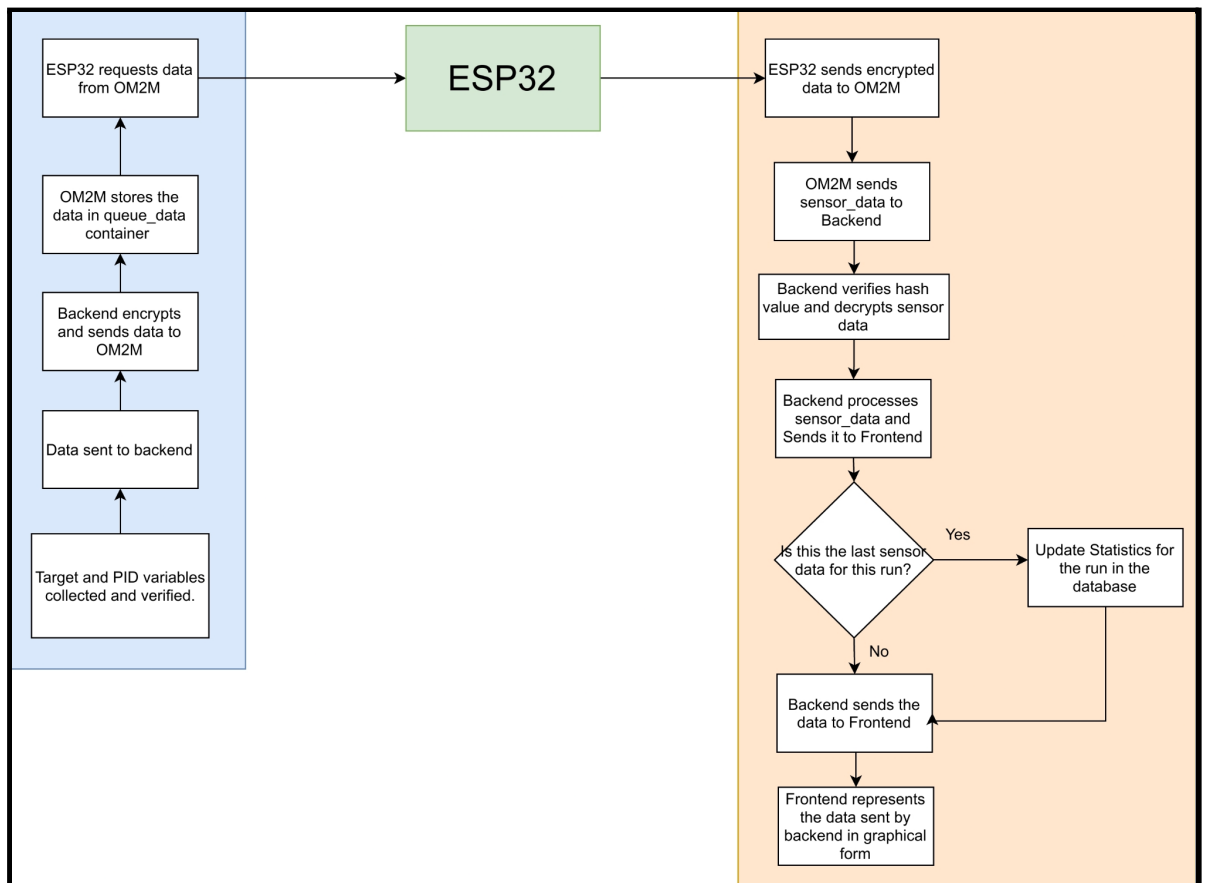 ESP32 requests data
from OM2M
OM2M stores the
data in queue_data
container
Backend encrypts
and sends data to
OM2M
Data sent to backend
Target and PID variables
collected and verified.
ESP32
ESP32 sends encrypted
data to OM2M
OM2M sends
sensor_data to
Backend
Backend verifies hash
value and decrypts sensor
data
Backend processes
sensor_data and
Sends it to Frontend
Is this the last sensor
data for this run?
Yes
Update Statistics for
the run in the
database
No
Backend sends the
data to Frontend
Frontend represents
the data sent by
backend in graphical
form